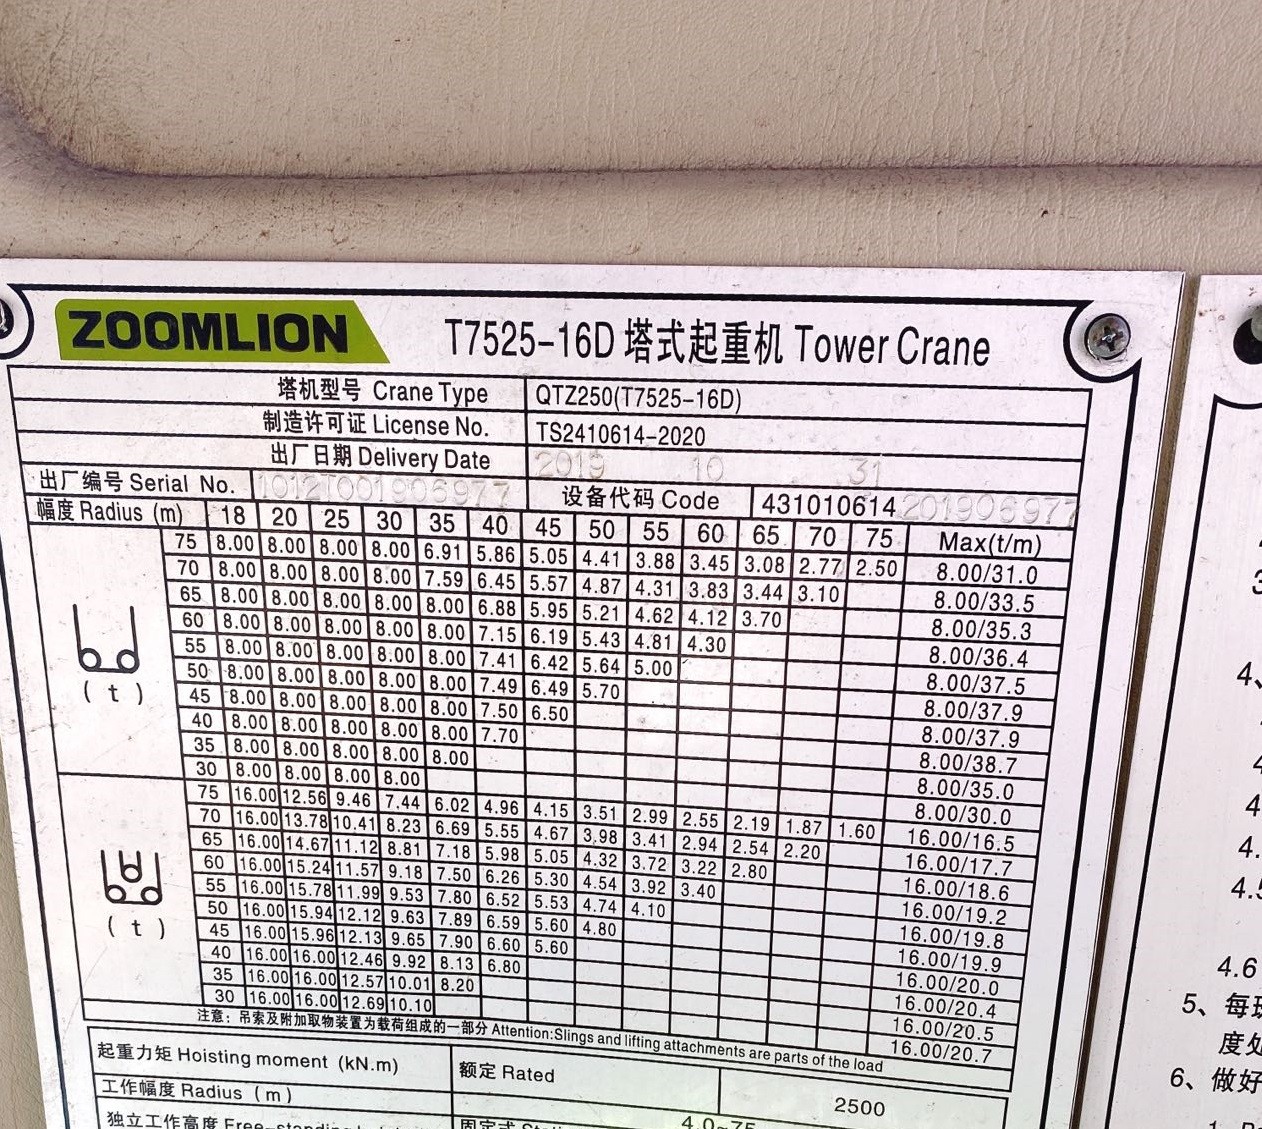 ZOOMLION T7525-16D 塔式起重机 Tower Crane
塔机型号 Crane Type QTZ250(T7525-16D)
制造许可证 License No. TS2410614-2020
出厂日期 Delivery Date 2019 10 31
出厂编号 Serial No. 1012T001906977 设备代码 Code 431010614201906977
幅度 Radius (m) 18 20 25 30 35 40 45 50 55 60 65 70 75 Max(t/m)
75 8.00 8.00 8.00 8.00 6.91 5.86 5.05 4.41 3.88 3.45 3.08 2.77 2.50 8.00/31.0
70 8.00 8.00 8.00 8.00 7.59 6.45 5.57 4.87 4.31 3.83 3.44 3.10 8.00/33.5
65 8.00 8.00 8.00 8.00 8.00 6.88 5.95 5.21 4.62 4.12 3.70 8.00/35.3
60 8.00 8.00 8.00 8.00 8.00 7.15 6.19 5.43 4.81 4.30 8.00/36.4
55 8.00 8.00 8.00 8.00 8.00 7.41 6.42 5.64 5.00 8.00/37.5
50 8.00 8.00 8.00 8.00 8.00 7.49 6.49 5.70 8.00/37.9
45 8.00 8.00 8.00 8.00 8.00 7.50 6.50 8.00/37.9
40 8.00 8.00 8.00 8.00 8.00 7.70 8.00/38.7
35 8.00 8.00 8.00 8.00 8.00 8.00/35.0
30 8.00 8.00 8.00 8.00 8.00/30.0
(t)
75 16.00 12.56 9.46 7.44 6.02 4.96 4.15 3.51 2.99 2.55 2.19 1.87 1.60 16.00/16.5
70 16.00 13.78 10.41 8.23 6.69 5.55 4.67 3.98 3.41 2.94 2.54 2.20 16.00/17.7
65 16.00 14.67 11.12 8.81 7.18 5.98 5.05 4.32 3.72 3.22 2.80 16.00/18.6
60 16.00 15.24 11.57 9.18 7.50 6.26 5.30 4.54 3.92 3.40 16.00/19.2
55 16.00 15.78 11.99 9.53 7.80 6.52 5.53 4.74 4.10 16.00/19.8
50 16.00 15.94 12.12 9.63 7.89 6.59 5.60 4.80 16.00/19.9
45 16.00 15.96 12.13 9.65 7.90 6.60 5.60 16.00/20.0
40 16.00 16.00 12.46 9.92 8.13 6.80 16.00/20.4
35 16.00 16.00 12.57 10.01 8.20 16.00/20.5
30 16.00 16.00 12.69 10.10 16.00/20.7
(t)
注意：吊索及附加取物装置为载荷组成的一部分 Attention:Slings and lifting attachments are parts of the load
起重力矩 Hoisting moment (kN.m) 额定 Rated 2500
工作幅度 Radius (m) 4.0~75
独立工作高度 Free-standing 固定式
4、
4.6
5、每班
度处
6、做好